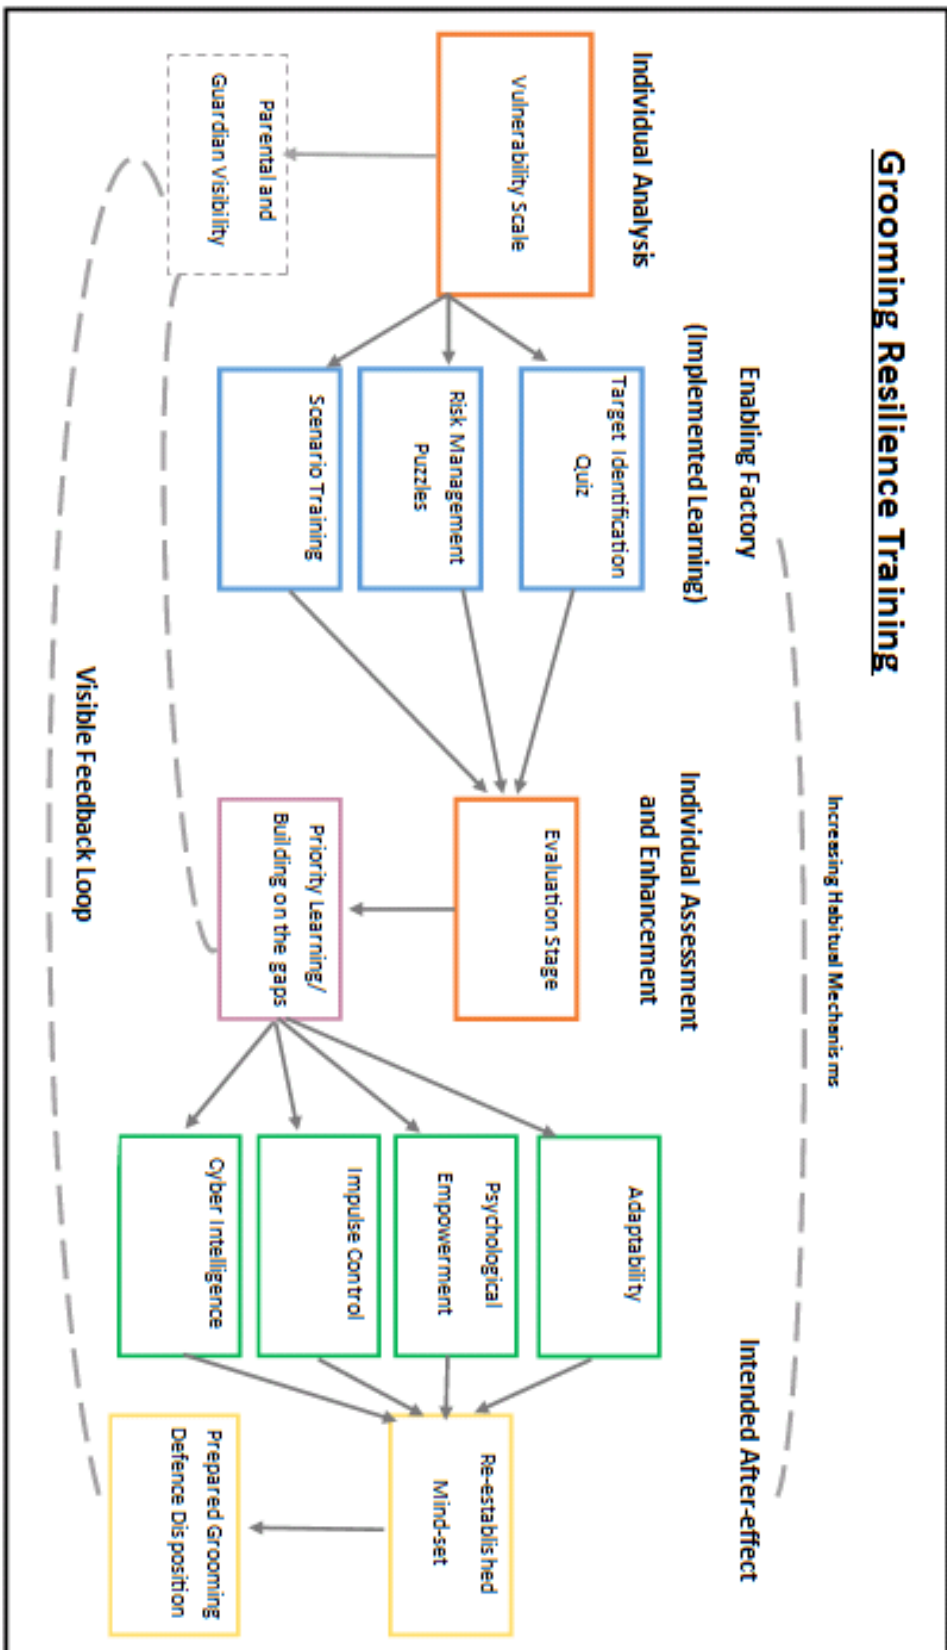 Grooming Resilience Training
Increasing Habitual Mechanisms
Individual Analysis
Enabling Factory
(Implemented Learning)
Individual Assessment
and Enhancement
Intended After-effect
Vulnerability Scale
Parental and
Guardian Visibility
Target Identification
Quiz
Risk Management
Puzzles
Scenario Training
Evaluation Stage
Priority Learning/
Building on the gaps
Adaptability
Psychological
Empowerment
Impulse Control
Cyber Intelligence
Re-established
Mind-set
Prepared Grooming
Defence Disposition
Visible Feedback Loop